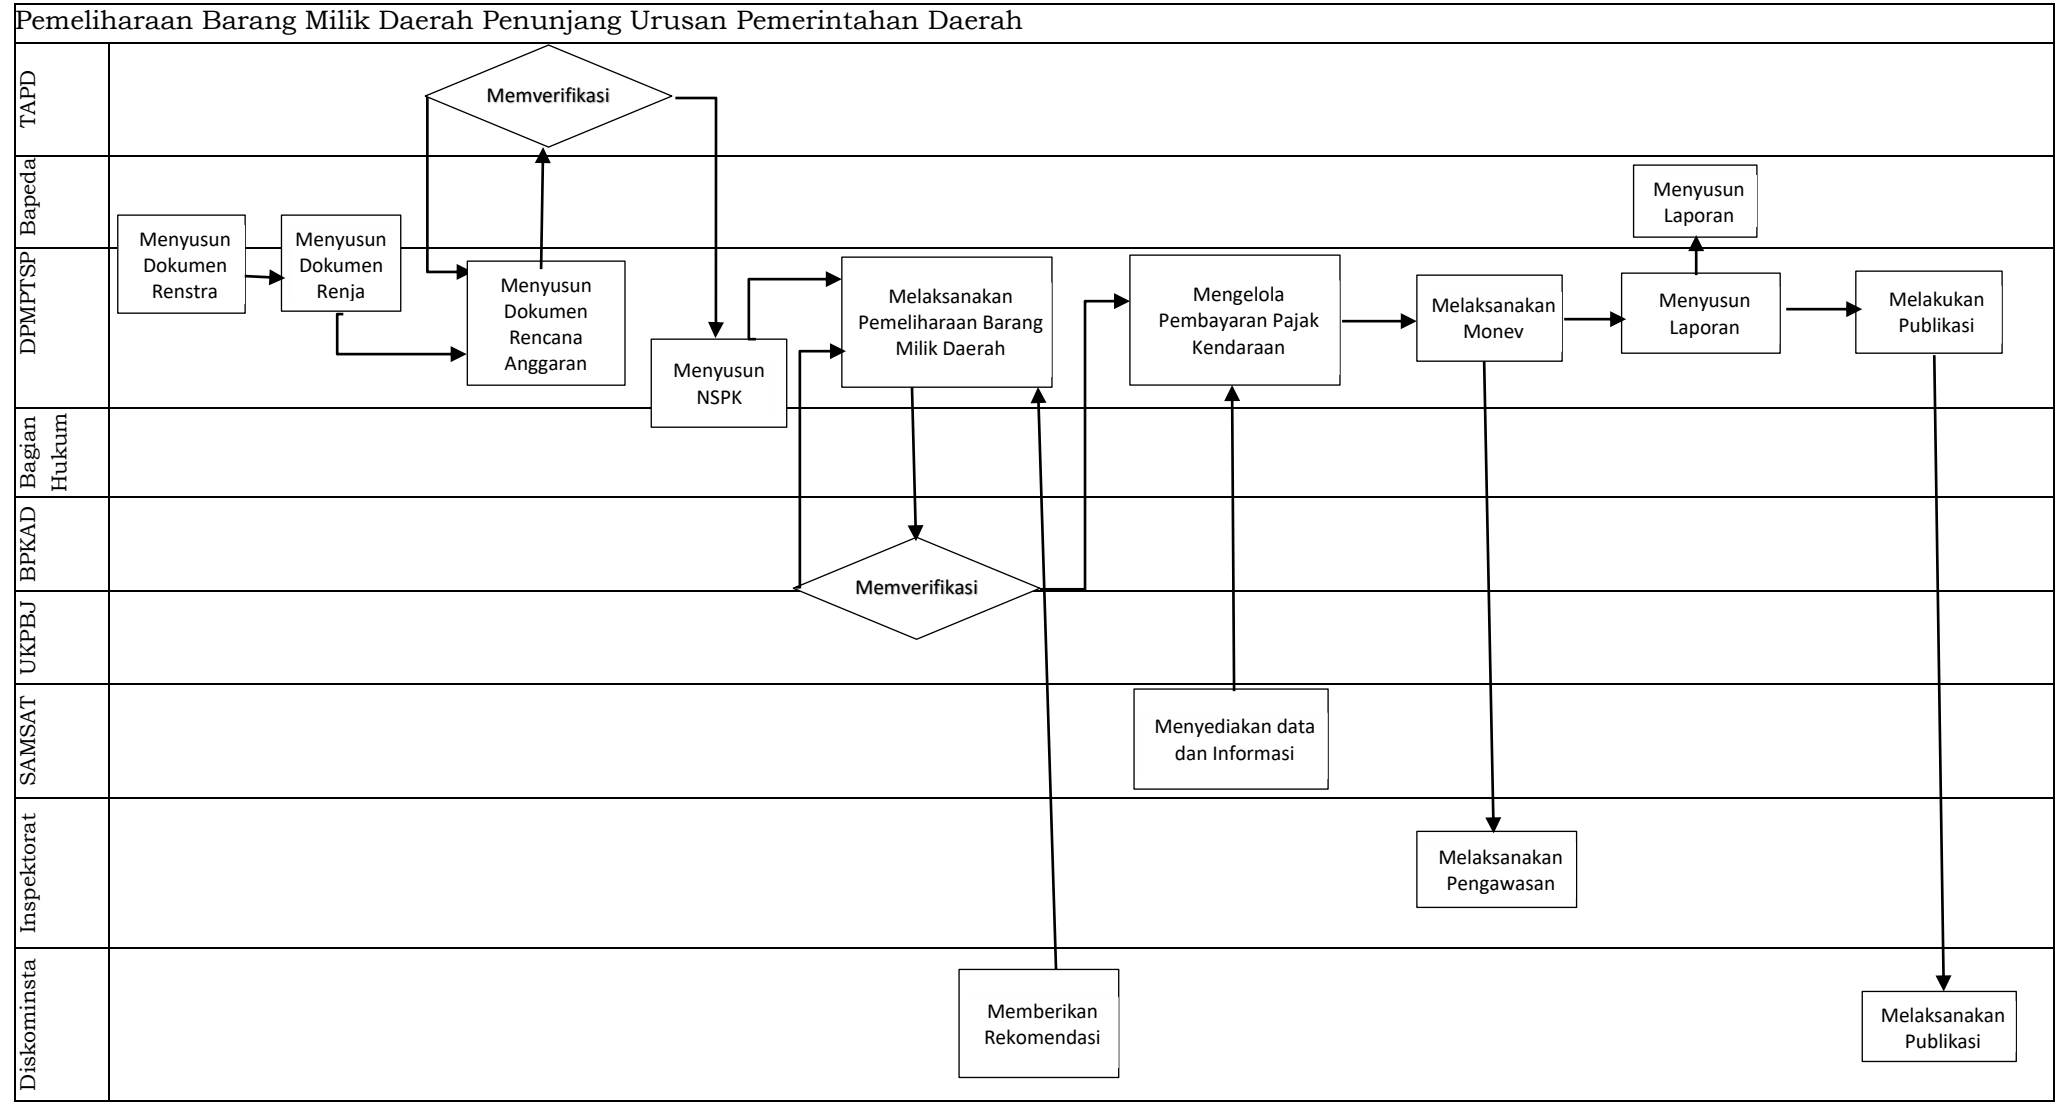 Pemeliharaan Barang Milik Daerah Penunjang Urusan Pemerintahan Daerah
TAPD
Memverifikasi
Bapeda
Menyusun
Laporan
DPMPTSP
Menyusun
Dokumen
Renstra
Menyusun
Dokumen
Renja
Menyusun
Dokumen
Rencana
Anggaran
Menyusun
NSPK
Melaksanakan
Pemeliharaan Barang
Milik Daerah
Mengelola
Pembayaran Pajak
Kendaraan
Melaksanakan
Monev
Menyusun
Laporan
Melakukan
Publikasi
Bagian
Hukum
BPKAD
Memverifikasi
UKPBJ
SAMSAT
Menyediakan data
dan Informasi
Inspektorat
Melaksanakan
Pengawasan
Diskominsta
Memberikan
Rekomendasi
Melaksanakan
Publikasi